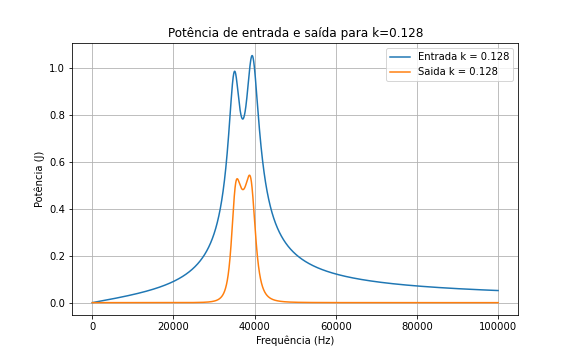 Potência de entrada e saída para k=0.128
Entrada k = 0.128
Saida k = 0.128
1.0
0.8
0.6
0.4
0.2
0.0
Potência (J)
0 20000 40000 60000 80000 100000
Frequência (Hz)